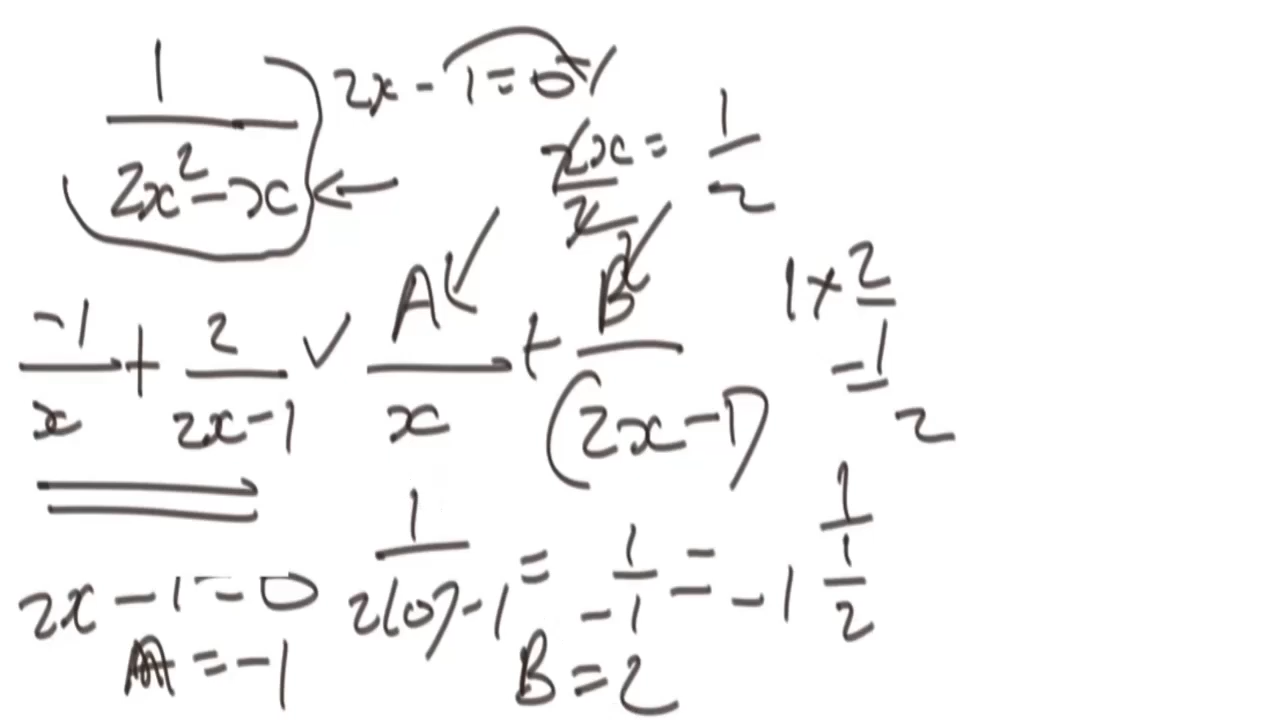 1/(2x² - x)
2x - 1 = 0
2x/2 = 1/2
-1/x + 2/(2x - 1) ✓ A/x + B/(2x - 1)
1 × 2/1
= 2
2x - 1 = 0
1/(2(0) - 1) = 1/-1 = -1
1/(1/2)
A = -1
B = 2